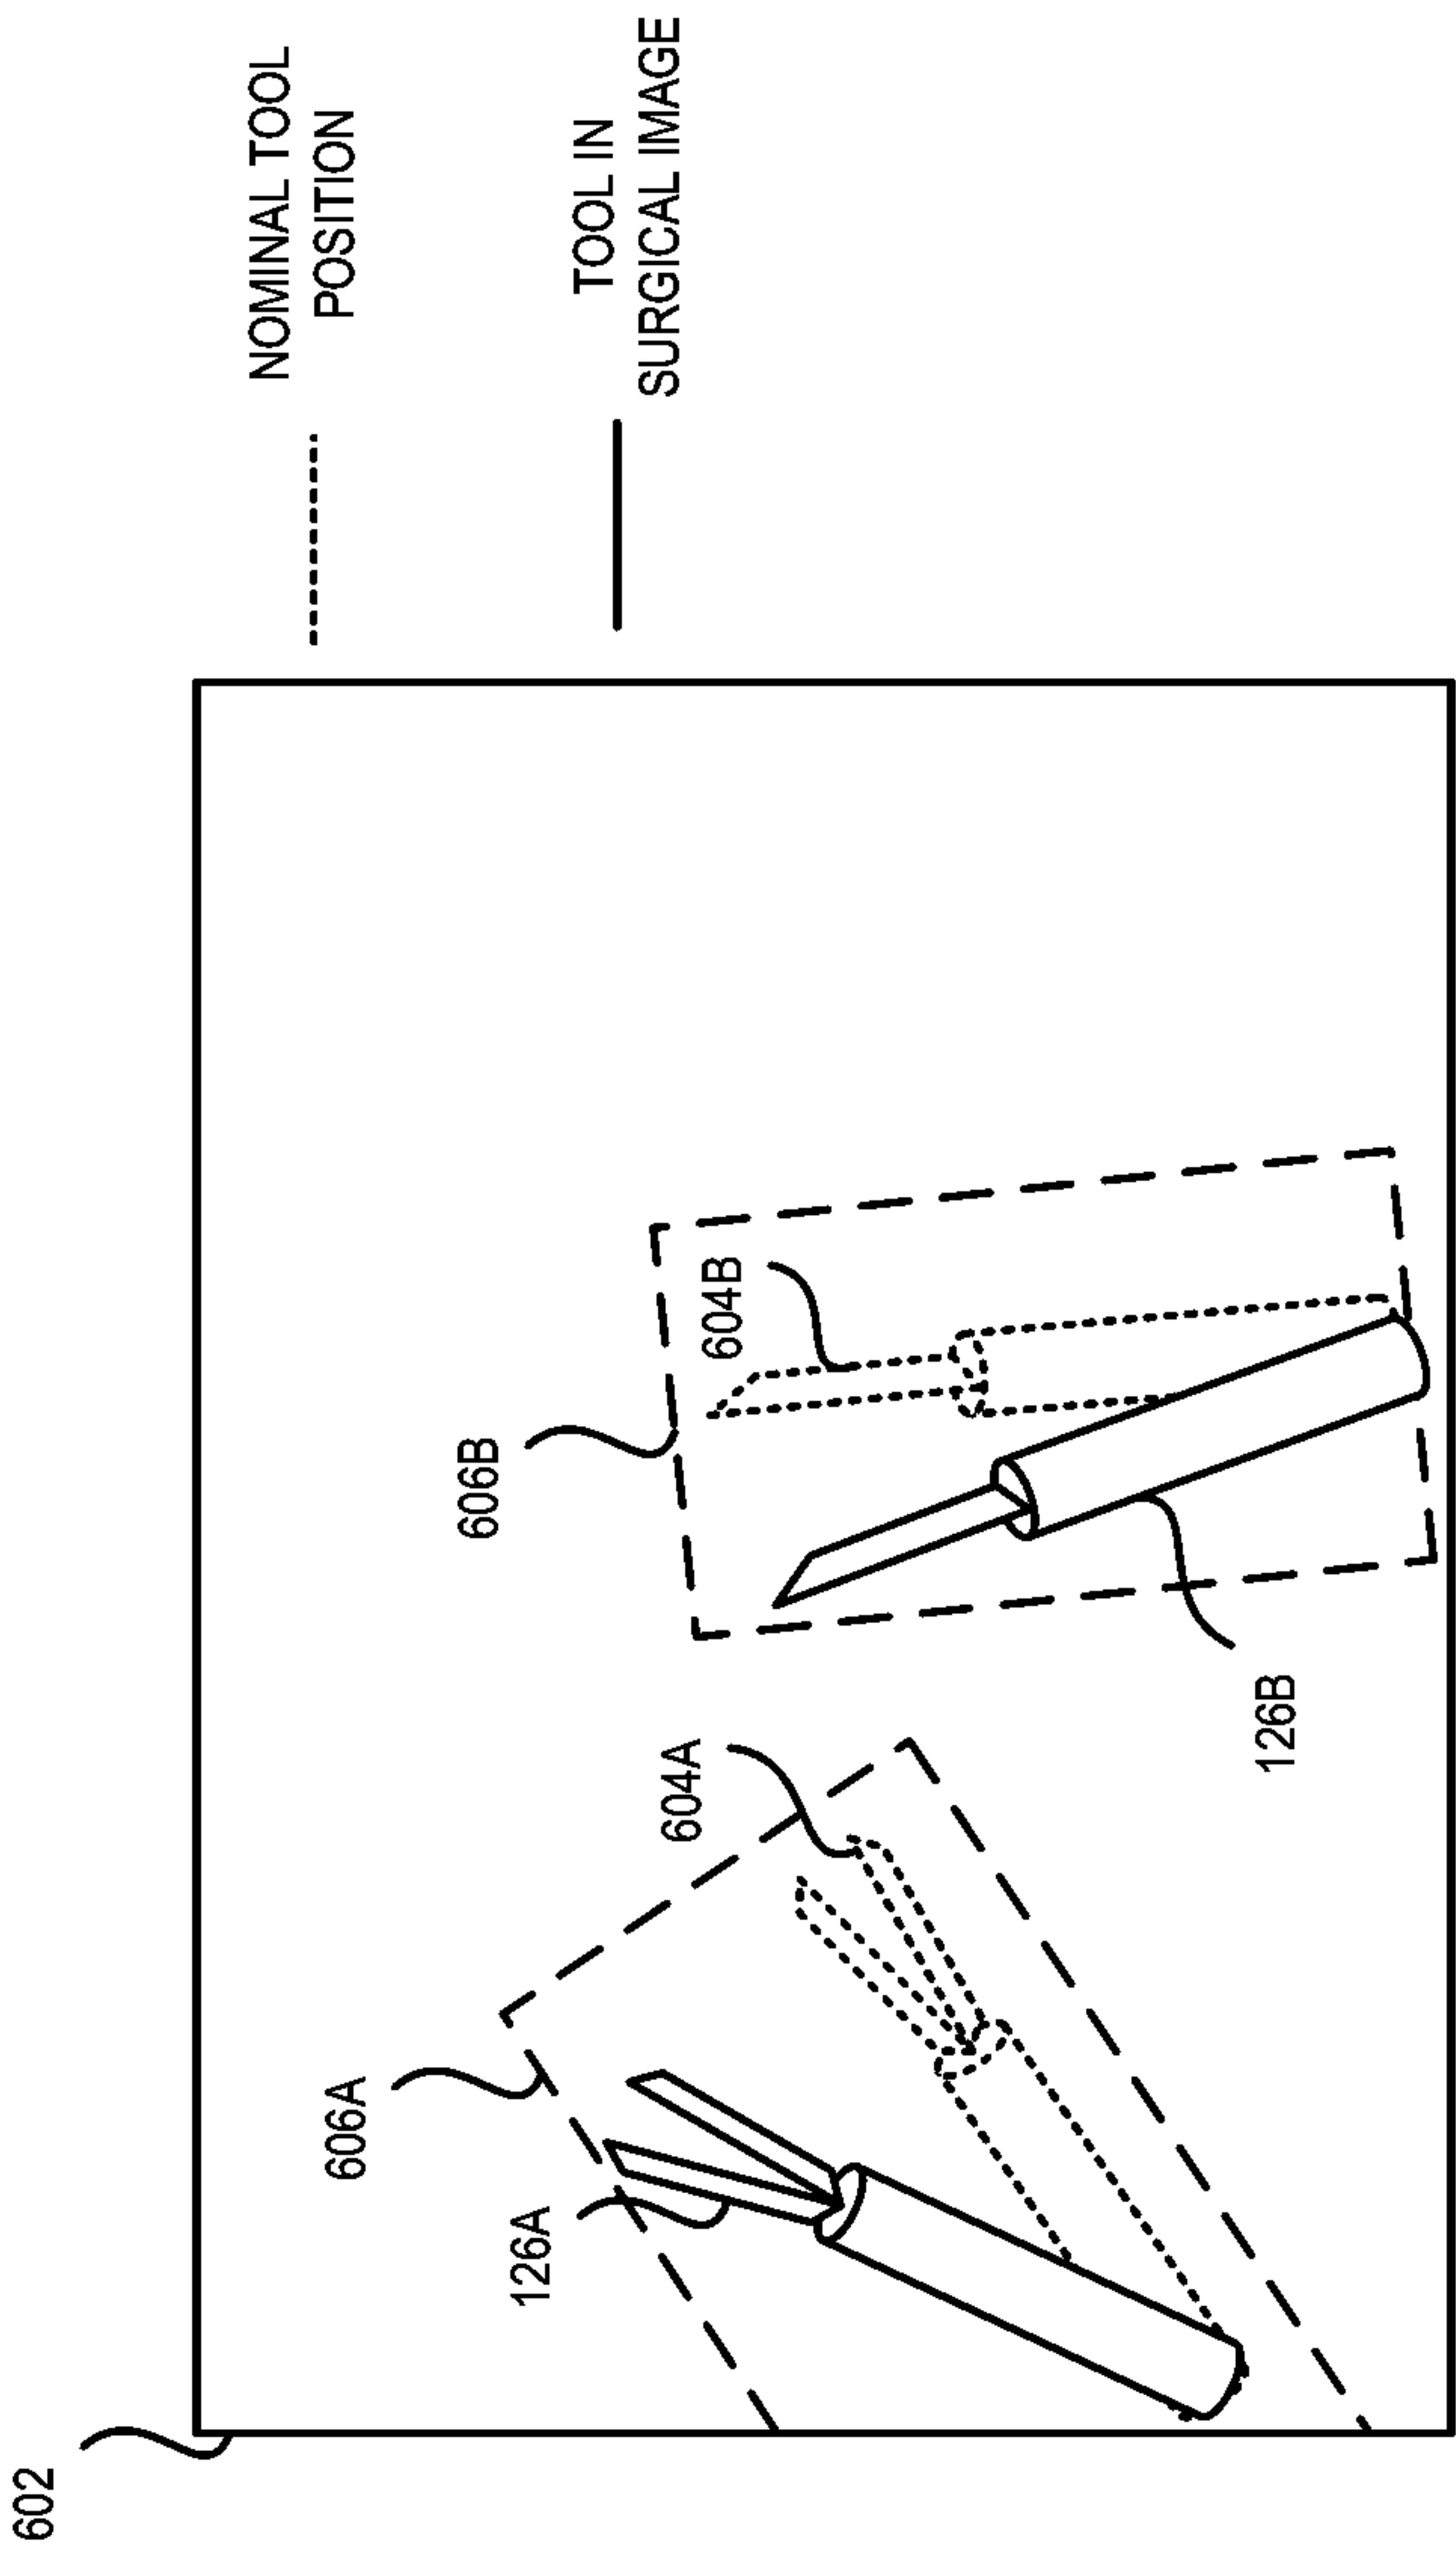 602
606A
126A
604A
606B
604B
126B
NOMINAL TOOL
POSITION
TOOL IN
SURGICAL IMAGE